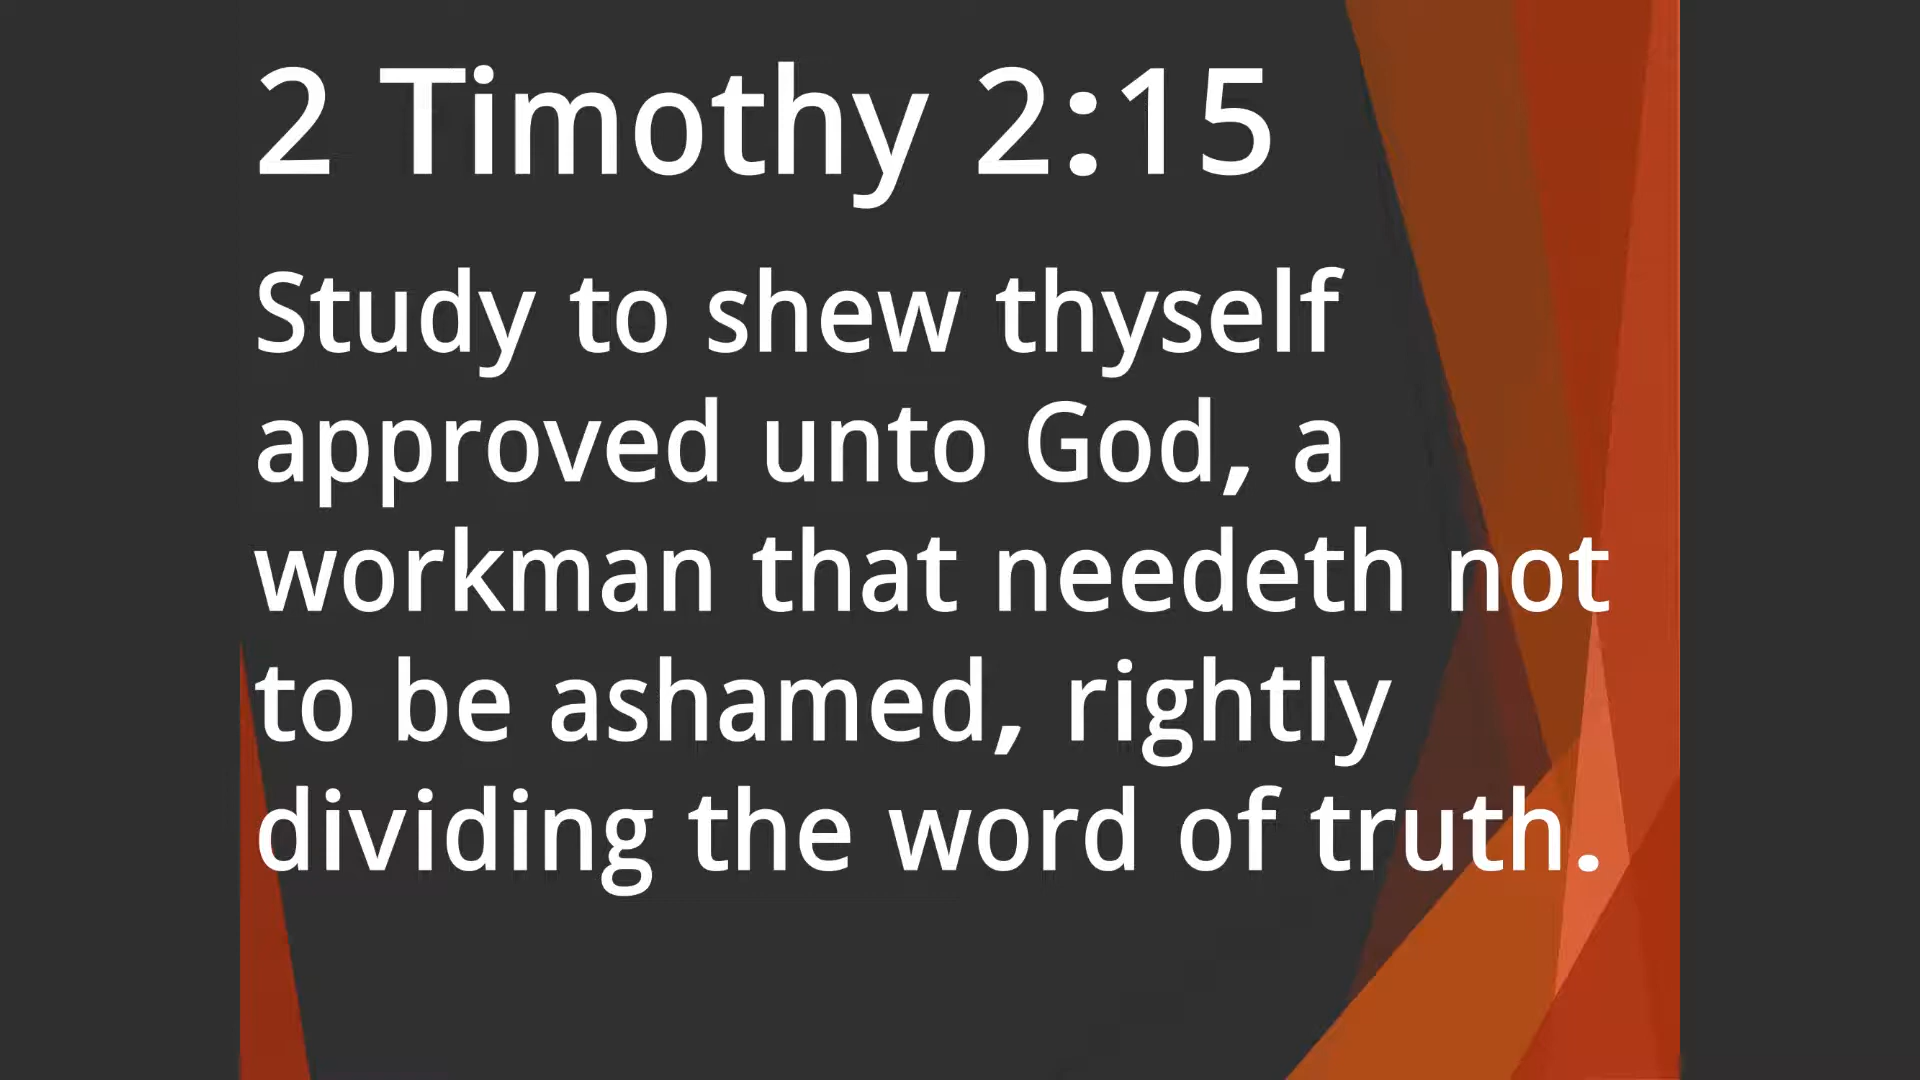 2 Timothy 2:15
Study to shew thyself
approved unto God, a
workman that needeth not
to be ashamed, rightly
dividing the word of truth.